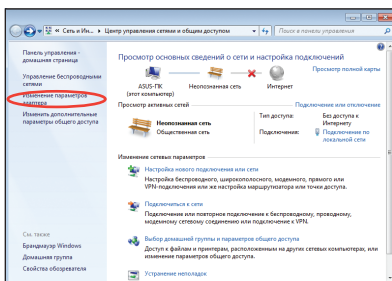 « Сеть и Ин... ▸ Центр управления сетями и общим доступом
Поиск в панели управления
Панель управления -
домашняя страница
Управление беспроводными
сетями
Изменение параметров
адаптера
Изменить дополнительные
параметры общего доступа
См. также
Брандмауэр Windows
Домашняя группа
Свойства обозревателя
Просмотр основных сведений о сети и настройка подключений
Просмотр полной карты
ASUS-ПК
(этот компьютер)
Неопознанная сеть
Интернет
Просмотр активных сетей
Подключение или отключение
Неопознанная сеть
Общественная сеть
Тип доступа: Без доступа к
Интернету
Подключения: Подключение по
локальной сети
Изменение сетевых параметров
Настройка нового подключения или сети
Настройка беспроводного, широкополосного, модемного, прямого или
VPN-подключения или же настройка маршрутизатора или точки доступа.
Подключиться к сети
Подключение или повторное подключение к беспроводному, проводному,
модемному сетевому соединению или подключение к VPN.
Выбор домашней группы и параметров общего доступа
Доступ к файлам и принтерам, расположенным на других сетевых компьютерах, или
изменение параметров общего доступа.
Устранение неполадок